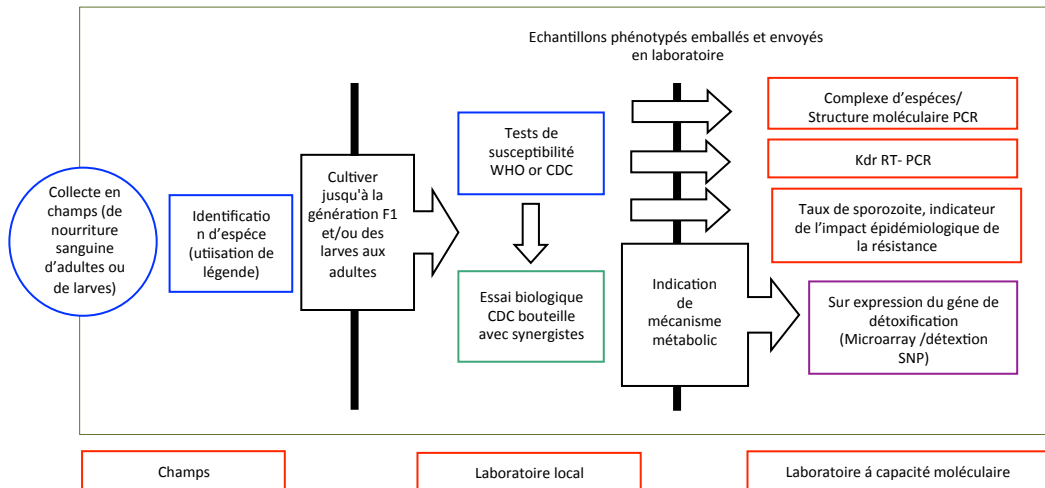 Echantillons phénotypés emballés et envoyés
en laboratoire
Collecte en
champs (de
nourriture
sanguine
d'adultes ou
de larves)
Identificatio
n d'espéce
(utiisation de
légende)
Cultiver
jusqu'à la
génération F1
et/ou des
larves aux
adultes
Tests de
susceptibilité
WHO or CDC
Essai biologique
CDC bouteille
avec synergistes
Indication
de
mécanisme
métabolic
Complexe d'espéces/
Structure moléculaire PCR
Kdr RT- PCR
Taux de sporozoite, indicateur
de l'impact épidémiologique de
la résistance
Sur expression du géne de
détoxification
(Microarray /détextion
SNP)
Champs
Laboratoire local
Laboratoire á capacité moléculaire